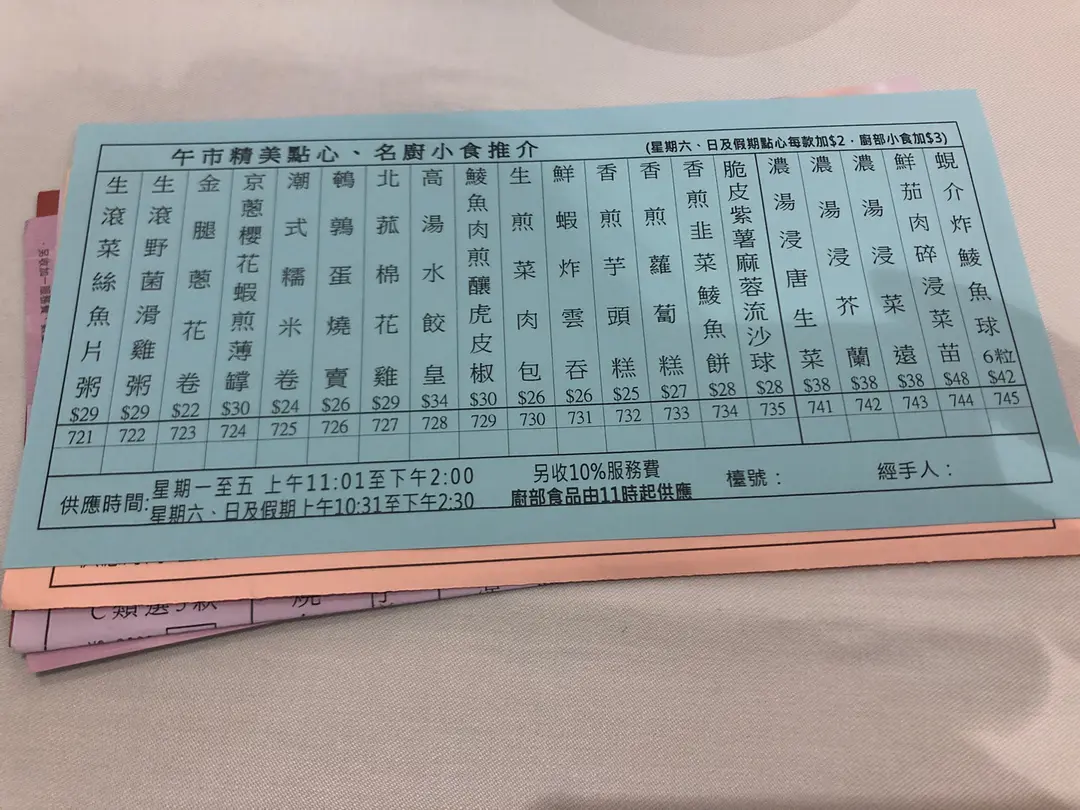 午市精美點心、名廚小食推介
(星期六、日及假期點心每款加$2．廚部小食加$3)
生滾菜絲魚片粥 $29 721
生滾野菌滑雞粥 $29 722
金腿蔥花卷 $22 723
京蔥櫻花蝦煎薄罉 $30 724
潮式糯米卷 $24 725
鵪鶉蛋燒賣 $26 726
北菰棉花雞 $29 727
高湯水餃皇 $34 728
鯪魚肉煎釀虎皮椒 $30 729
生煎菜肉包 $26 730
鮮蝦炸雲吞 $26 731
香煎芋頭糕 $25 732
香煎蘿蔔糕 $27 733
香煎韭菜鯪魚餅 $28 734
脆皮紫薯麻蓉流沙球 $28 735
濃湯浸唐生菜 $38 741
濃湯浸芥蘭 $38 742
濃湯浸菜遠 $38 743
鮮茄肉碎浸菜苗 $48 744
蜆介炸鯪魚球 6粒 $42 745
供應時間:
星期一至五 上午11:01至下午2:00
星期六、日及假期上午10:31至下午2:30
另收10%服務費
廚部食品由11時起供應
檯號：
經手人：
C類選3款